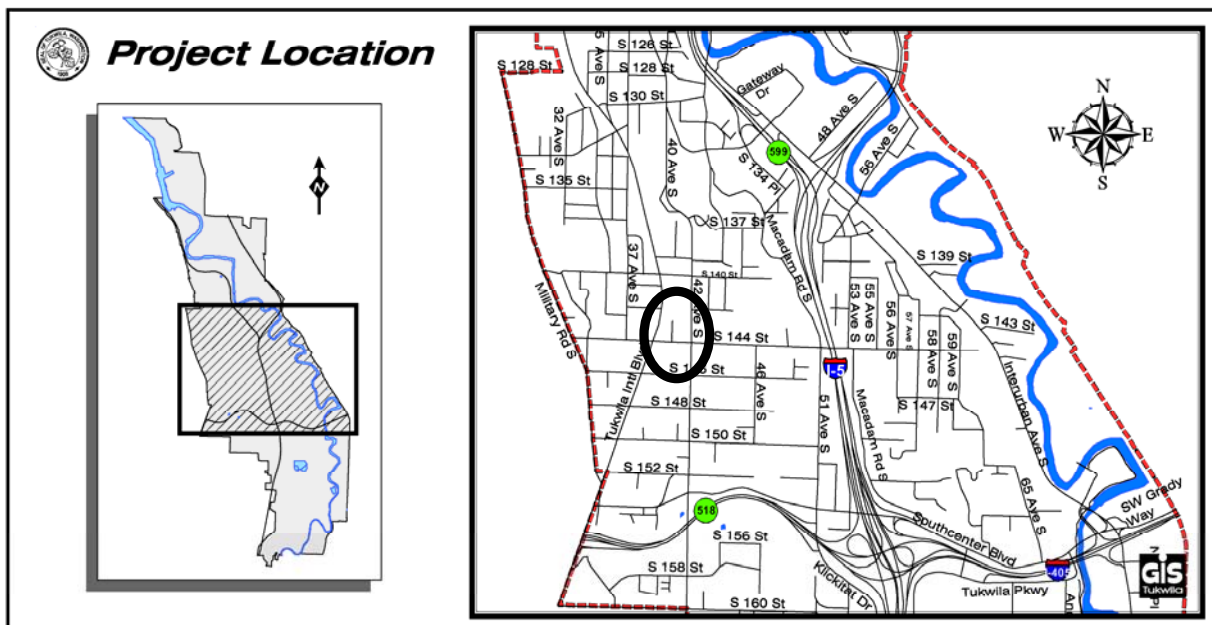 Project Location
N
S 126 St
S 128 St
S 128 St
S 130 St
Gateway Dr
48 Ave S
56 Ave S
32 Ave S
40 Ave S
599
S 134 Pl
S 135 St
S 137 St
Macadam Rd S
S 139 St
37 Ave S
S 140 St
42 Ave S
Military Rd S
53 Ave S
55 Ave S
56 Ave S
57 Ave S
58 Ave S
59 Ave S
S 143 St
S 144 St
Interurban Ave S
I-5
46 Ave S
S 147 St
S 148 St
51 Ave S
Macadam Rd S
S 150 St
S 152 St
65 Ave S
SW Grady Way
518
Southcenter Blvd
S 156 St
S 158 St
Klickitat Dr
S 160 St
Tukwila Pkwy
I-405
N
W E
S
GIS
Tukwila